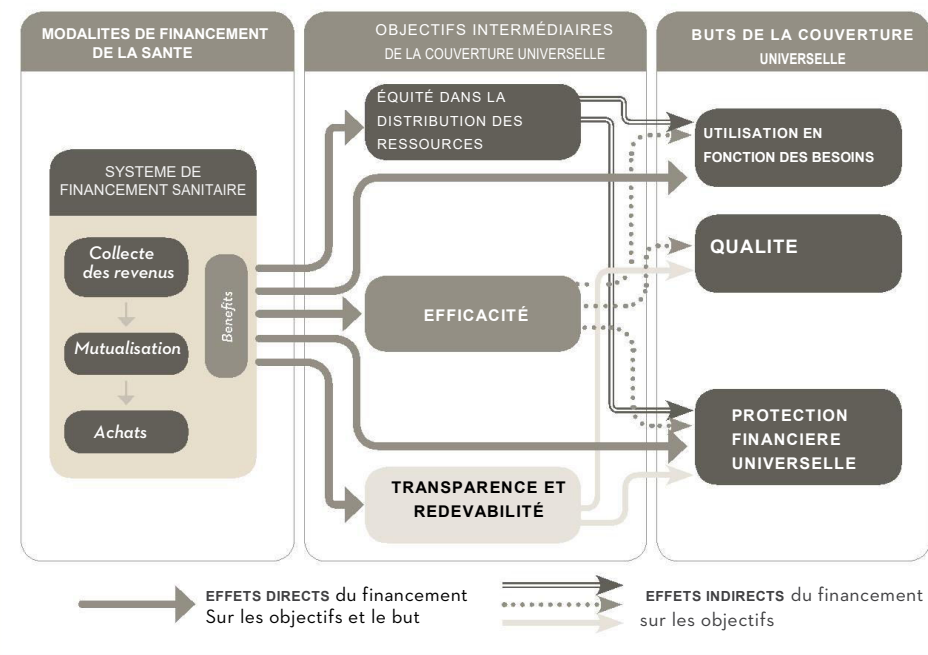 MODALITES DE FINANCEMENT
DE LA SANTE
OBJECTIFS INTERMÉDIAIRES
DE LA COUVERTURE UNIVERSELLE
BUTS DE LA COUVERTURE
UNIVERSELLE
SYSTEME DE
FINANCEMENT SANITAIRE
Collecte
des revenus
Mutualisation
Achats
Benefits
ÉQUITÉ DANS LA
DISTRIBUTION DES
RESSOURCES
EFFICACITÉ
TRANSPARENCE ET
REDEVABILITÉ
UTILISATION EN
FONCTION DES BESOINS
QUALITE
PROTECTION
FINANCIERE
UNIVERSELLE
EFFETS DIRECTS du financement
Sur les objectifs et le but
EFFETS INDIRECTS du financement
sur les objectifs